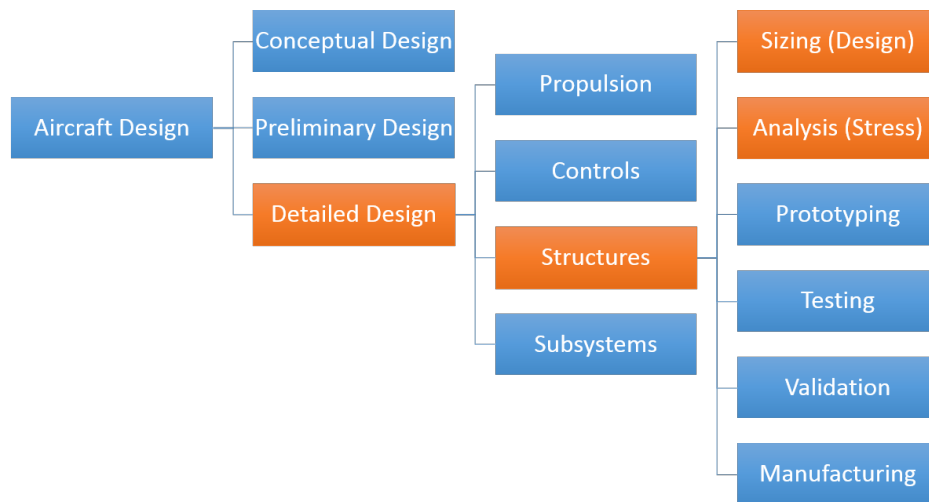 Aircraft Design
Conceptual Design
Preliminary Design
Detailed Design
Propulsion
Controls
Structures
Subsystems
Sizing (Design)
Analysis (Stress)
Prototyping
Testing
Validation
Manufacturing